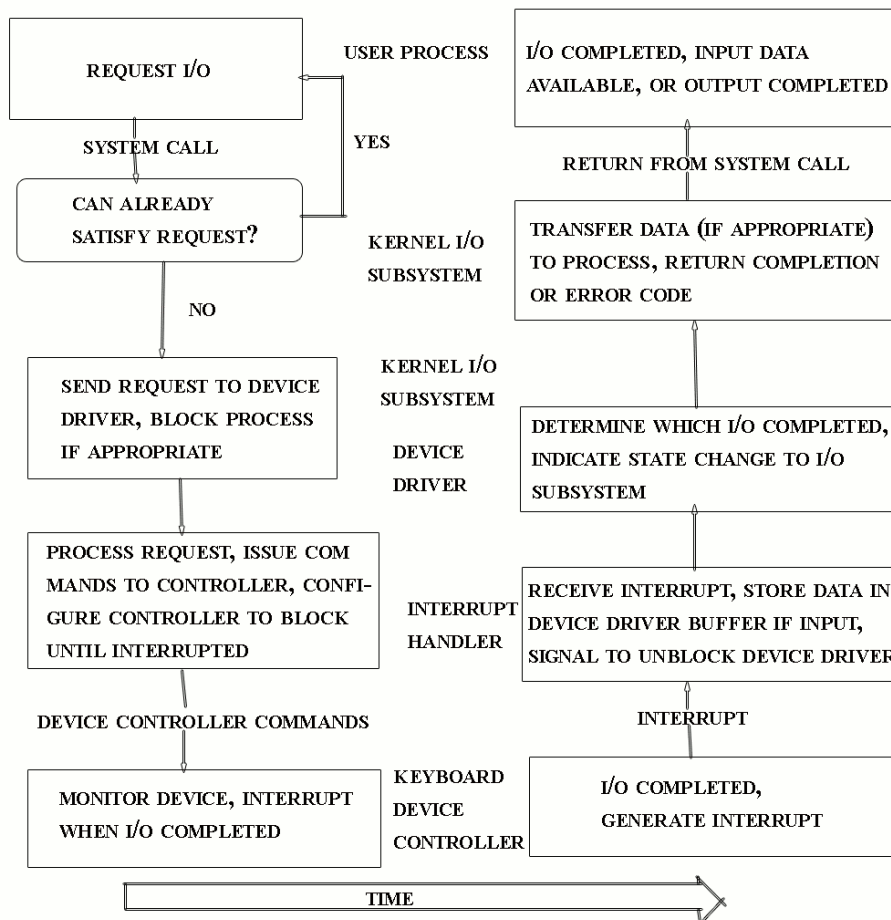 REQUEST I/O
SYSTEM CALL
YES
CAN ALREADY
SATISFY REQUEST?
NO
SEND REQUEST TO DEVICE
DRIVER, BLOCK PROCESS
IF APPROPRIATE
PROCESS REQUEST, ISSUE COM
MANDS TO CONTROLLER, CONFI-
GURE CONTROLLER TO BLOCK
UNTIL INTERRUPTED
DEVICE CONTROLLER COMMANDS
MONITOR DEVICE, INTERRUPT
WHEN I/O COMPLETED
USER PROCESS
KERNEL I/O
SUBSYSTEM
KERNEL I/O
SUBSYSTEM
DEVICE
DRIVER
INTERRUPT
HANDLER
KEYBOARD
DEVICE
CONTROLLER
I/O COMPLETED, INPUT DATA
AVAILABLE, OR OUTPUT COMPLETED
RETURN FROM SYSTEM CALL
TRANSFER DATA (IF APPROPRIATE)
TO PROCESS, RETURN COMPLETION
OR ERROR CODE
DETERMINE WHICH I/O COMPLETED,
INDICATE STATE CHANGE TO I/O
SUBSYSTEM
RECEIVE INTERRUPT, STORE DATA IN
DEVICE DRIVER BUFFER IF INPUT,
SIGNAL TO UNBLOCK DEVICE DRIVER
INTERRUPT
I/O COMPLETED,
GENERATE INTERRUPT
TIME